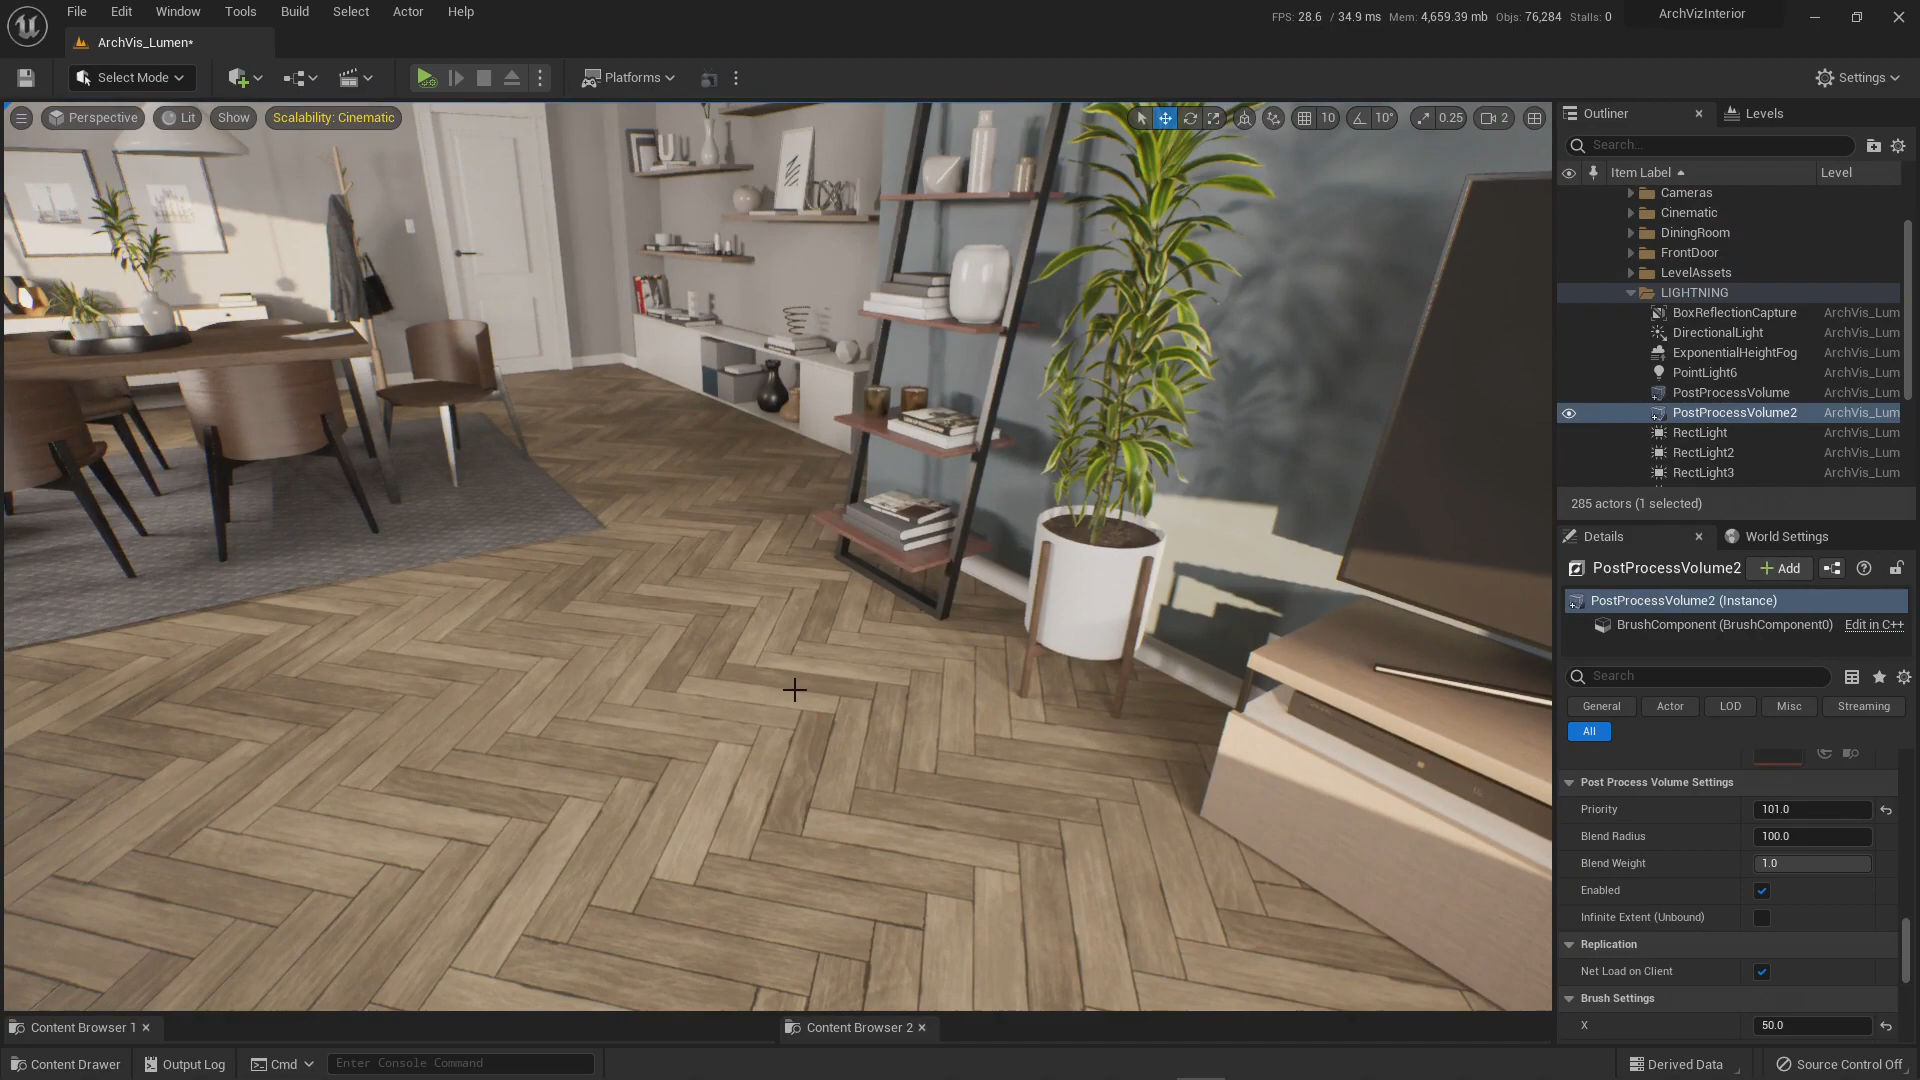 File Edit Window Tools Build Select Actor Help
FPS: 28.6 / 34.9 ms Mem: 4,659.39 mb Objs: 76,284 Stalls: 0
ArchVizInterior
ArchVis_Lumen*
Select Mode
Platforms
Settings
Perspective Lit Show Scalability: Cinematic
10 10° 0.25 2
Outliner
Levels
Search...
Item Label Level
Cameras
Cinematic
DiningRoom
FrontDoor
LevelAssets
LIGHTNING
BoxReflectionCapture ArchVis_Lum
DirectionalLight ArchVis_Lum
ExponentialHeightFog ArchVis_Lum
PointLight6 ArchVis_Lum
PostProcessVolume ArchVis_Lum
PostProcessVolume2 ArchVis_Lum
RectLight ArchVis_Lum
RectLight2 ArchVis_Lum
RectLight3 ArchVis_Lum
285 actors (1 selected)
Details
World Settings
PostProcessVolume2 + Add
PostProcessVolume2 (Instance)
BrushComponent (BrushComponent0) Edit in C++
Search
General Actor LOD Misc Streaming
All
Post Process Volume Settings
Priority 101.0
Blend Radius 100.0
Blend Weight 1.0
Enabled
Infinite Extent (Unbound)
Replication
Net Load on Client
Brush Settings
X 50.0
Content Browser 1
Content Browser 2
Content Drawer Output Log Cmd Enter Console Command
Derived Data Source Control Off